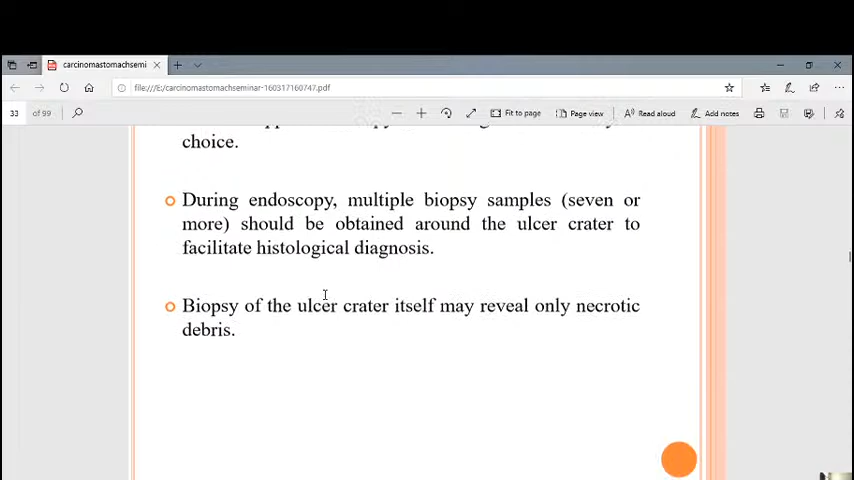 carcinomastomachsemi
file:///E:/carcinomastomachseminar-160317160747.pdf
33 of 99
Fit to page
Page view
Read aloud
Add notes
choice.
During endoscopy, multiple biopsy samples (seven or
more) should be obtained around the ulcer crater to
facilitate histological diagnosis.
Biopsy of the ulcer crater itself may reveal only necrotic
debris.